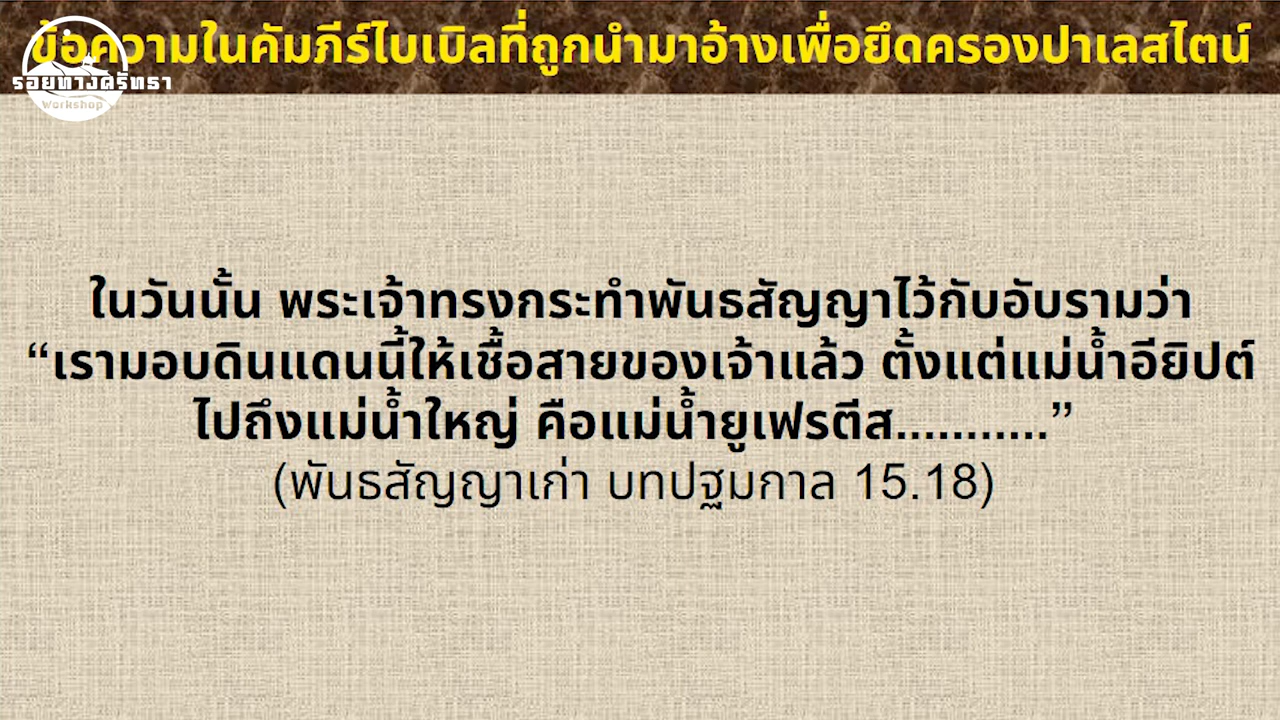 ข้อความในคัมภีร์ไบเบิลที่ถูกนำมาอ้างเพื่อยึดครองปาเลสไตน์
รอยทางศรัทธา
Workshop
ในวันนั้น พระเจ้าทรงกระทำพันธสัญญาไว้กับอับรามว่า
“เรามอบดินแดนนี้ให้เชื้อสายของเจ้าแล้ว ตั้งแต่แม่น้ำอียิปต์
ไปถึงแม่น้ำใหญ่ คือแม่น้ำยูเฟรตีส...........”
(พันธสัญญาเก่า บทปฐมกาล 15.18)